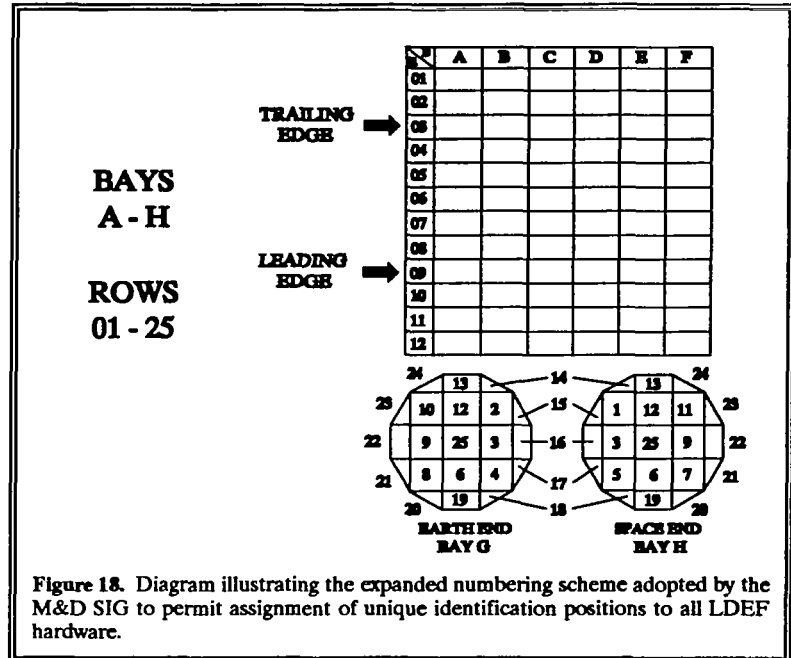 R B A B C D E F
01
02
TRAILING
EDGE
03
04
05
06
07
BAYS
A - H
08
LEADING
EDGE
09
ROWS
01 - 25
10
11
12
24 13 14 13 24
23 10 12 2 15 1 12 11 23
22 9 25 3 16 3 25 9 22
21 8 6 4 17 5 6 7 21
20 19 18 19 20
EARTH END
BAY G
SPACE END
BAY H
Figure 18. Diagram illustrating the expanded numbering scheme adopted by the
M&D SIG to permit assignment of unique identification positions to all LDEF
hardware.